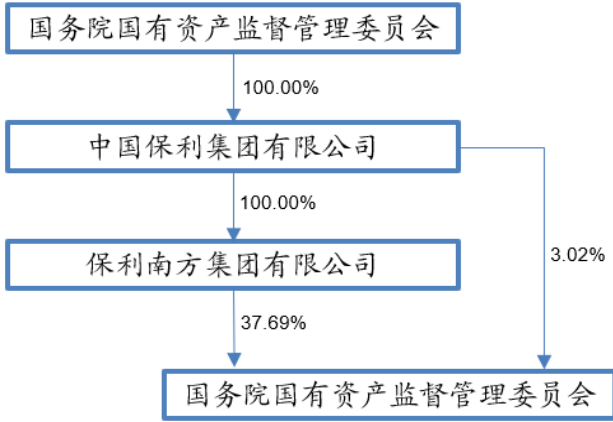 国务院国有资产监督管理委员会
100.00%
中国保利集团有限公司
100.00%
保利南方集团有限公司
3.02%
37.69%
国务院国有资产监督管理委员会